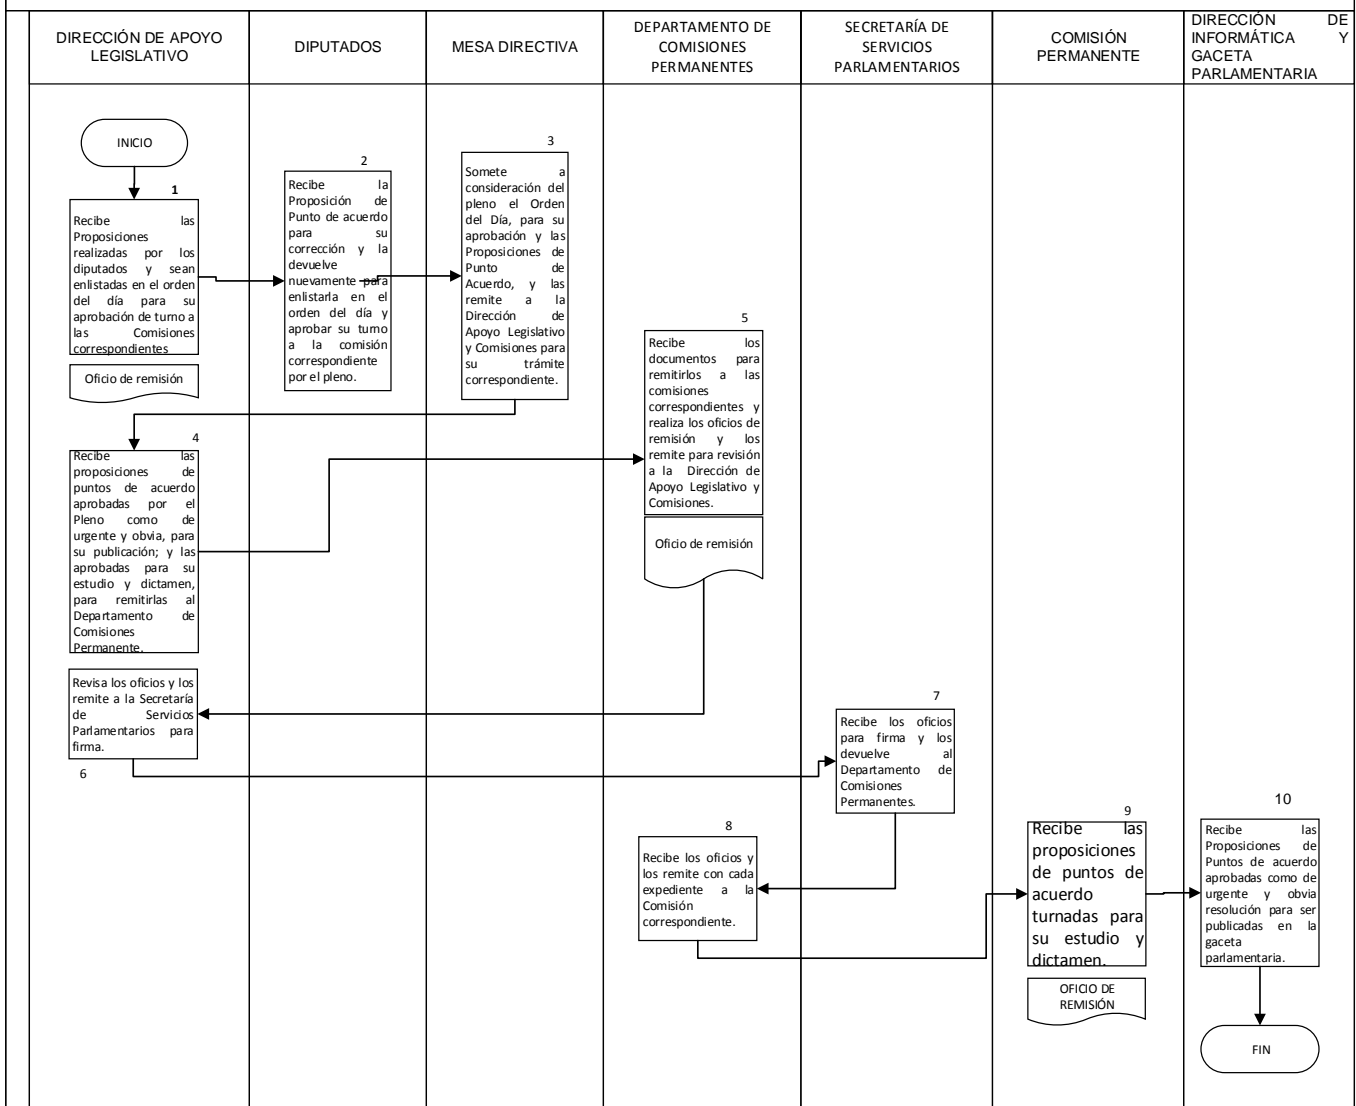 DIRECCIÓN DE APOYO
LEGISLATIVO
DIPUTADOS
MESA DIRECTIVA
DEPARTAMENTO DE
COMISIONES
PERMANENTES
SECRETARÍA DE
SERVICIOS
PARLAMENTARIOS
COMISIÓN
PERMANENTE
DIRECCIÓN DE
INFORMÁTICA Y
GACETA
PARLAMENTARIA
INICIO
1
Recibe las
Proposiciones
realizadas por los
diputados y sean
enlistadas en el orden
del día para su
aprobación de turno a
las Comisiones
correspondientes
Oficio de remisión
2
Recibe la
Proposición de
Punto de acuerdo
para su
corrección y la
devuelve
nuevamente para
enlistarla en el
orden del día y
aprobar su turno
a la comisión
correspondiente
por el pleno.
3
Somete a
consideración del
pleno el Orden
del Día, para su
aprobación y las
Proposiciones de
Punto de
Acuerdo, y las
remite a la
Dirección de
Apoyo Legislativo
y Comisiones para
su trámite
correspondiente.
4
Recibe las
proposiciones de
puntos de acuerdo
aprobadas por el
Pleno como de
urgente y obvia, para
su publicación; y las
aprobadas para su
estudio y dictamen,
para remitirlas al
Departamento de
Comisiones
Permanente.
5
Recibe los
documentos para
remitirlos a las
comisiones
correspondientes y
realiza los oficios de
remisión y los
remite para revisión
a la Dirección de
Apoyo Legislativo y
Comisiones.
Oficio de remisión
Revisa los oficios y los
remite a la Secretaría
de Servicios
Parlamentarios para
firma.
6
7
Recibe los oficios
para firma y los
devuelve al
Departamento de
Comisiones
Permanentes.
8
Recibe los oficios y
los remite con cada
expediente a la
Comisión
correspondiente.
9
Recibe las
proposiciones
de puntos de
acuerdo
turnadas para
su estudio y
dictamen.
OFICIO DE
REMISIÓN
10
Recibe las
Proposiciones de
Puntos de acuerdo
aprobadas como de
urgente y obvia
resolución para ser
publicadas en la
gaceta
parlamentaria.
FIN